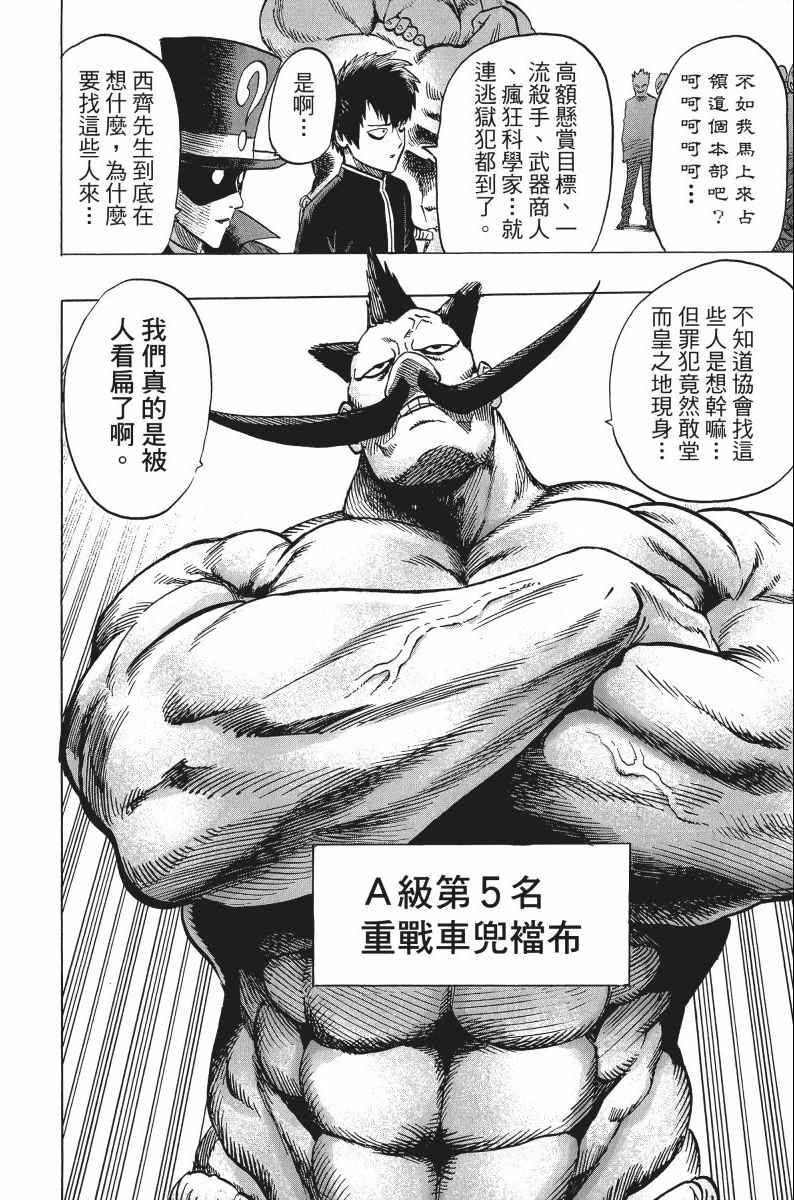 不如我馬上來占
領這個本部吧？
呵呵呵呵呵…
高額懸賞目標、一
流殺手、武器商人
、瘋狂科學家…就
連逃獄犯都到了。
是啊…
西齊先生到底在
想什麼，為什麼
要找這些人來…
不知道協會找這
些人是想幹嘛…
但罪犯竟然敢堂
而皇之地現身…
我們真的是被
人看扁了啊。
A級第5名
重戰車兜襠布